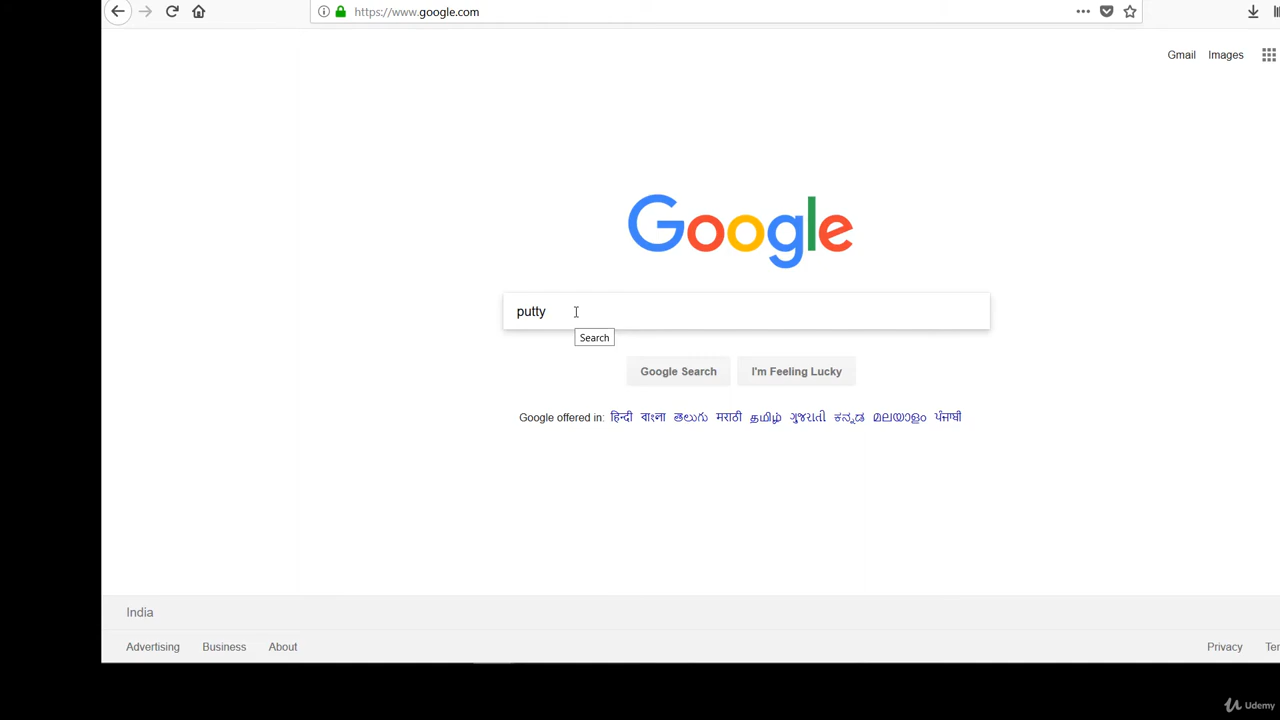 https://www.google.com
Gmail Images
Google
putty
Search
Google Search I'm Feeling Lucky
Google offered in: हिन्दी বাংলা తెలుగు मराठी தமிழ் ગુજરાતી ಕನ್ನಡ മലയാളം ਪੰਜਾਬੀ
India
Advertising Business About
Privacy
Udemy